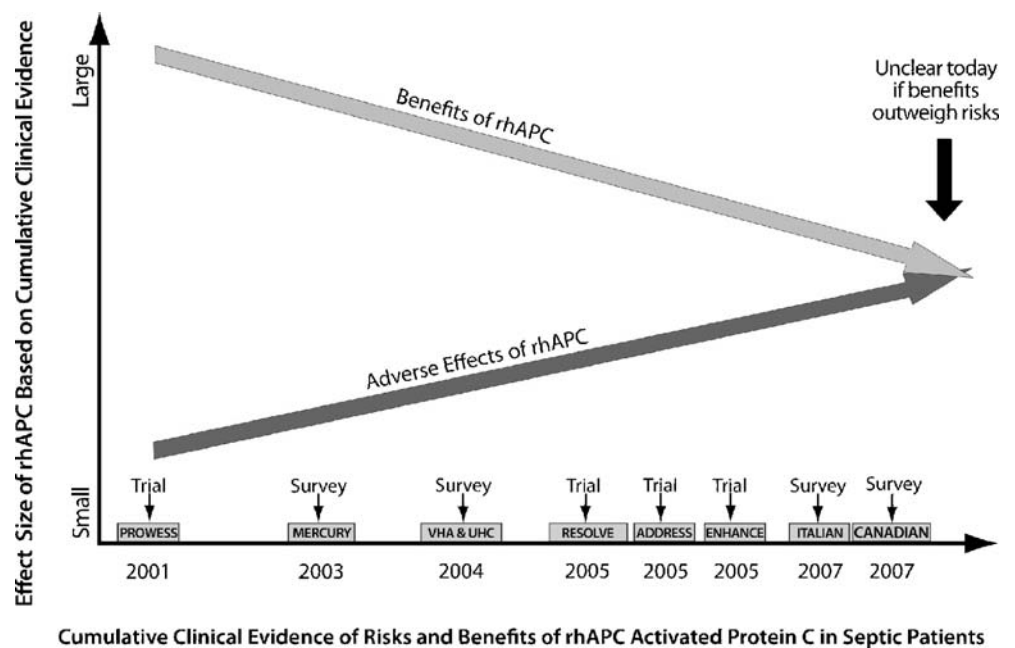 Effect Size of rhAPC Based on Cumulative Clinical Evidence
Large
Small
Benefits of rhAPC
Unclear today
if benefits
outweigh risks
Adverse Effects of rhAPC
Trial
Survey
Survey
Trial
Trial
Trial
Survey
Survey
PROWESS
MERCURY
VHA & UHC
RESOLVE
ADDRESS
ENHANCE
ITALIAN
CANADIAN
2001
2003
2004
2005
2005
2005
2007
2007
Cumulative Clinical Evidence of Risks and Benefits of rhAPC Activated Protein C in Septic Patients